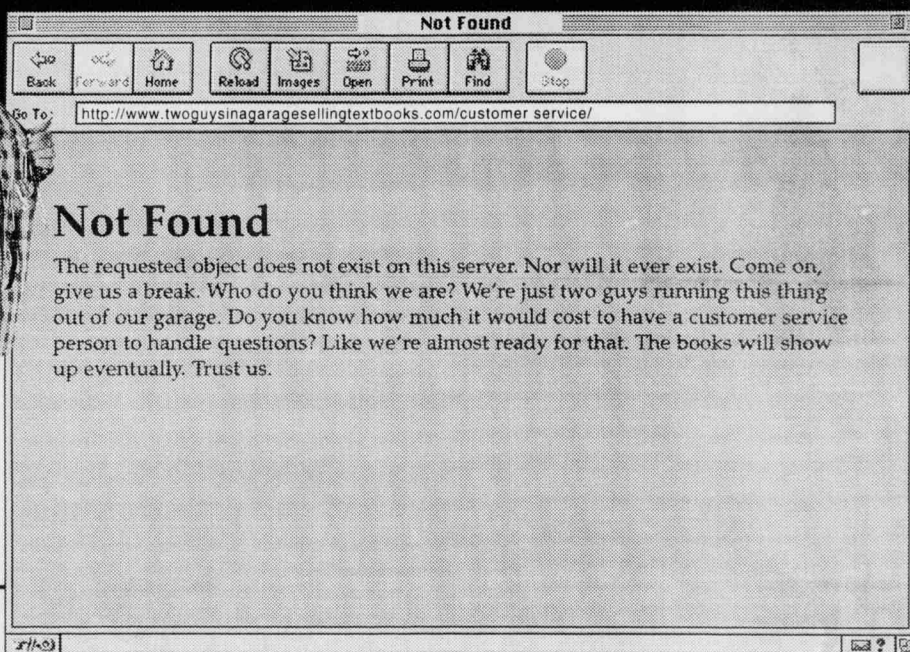 Not Found
Back Forward Home Reload Images Open Print Find Stop
Go To: http://www.twoguysinagaragesellingtextbooks.com/customer service/
Not Found
The requested object does not exist on this server. Nor will it ever exist. Come on,
give us a break. Who do you think we are? We're just two guys running this thing
out of our garage. Do you know how much it would cost to have a customer service
person to handle questions? Like we're almost ready for that. The books will show
up eventually. Trust us.
?